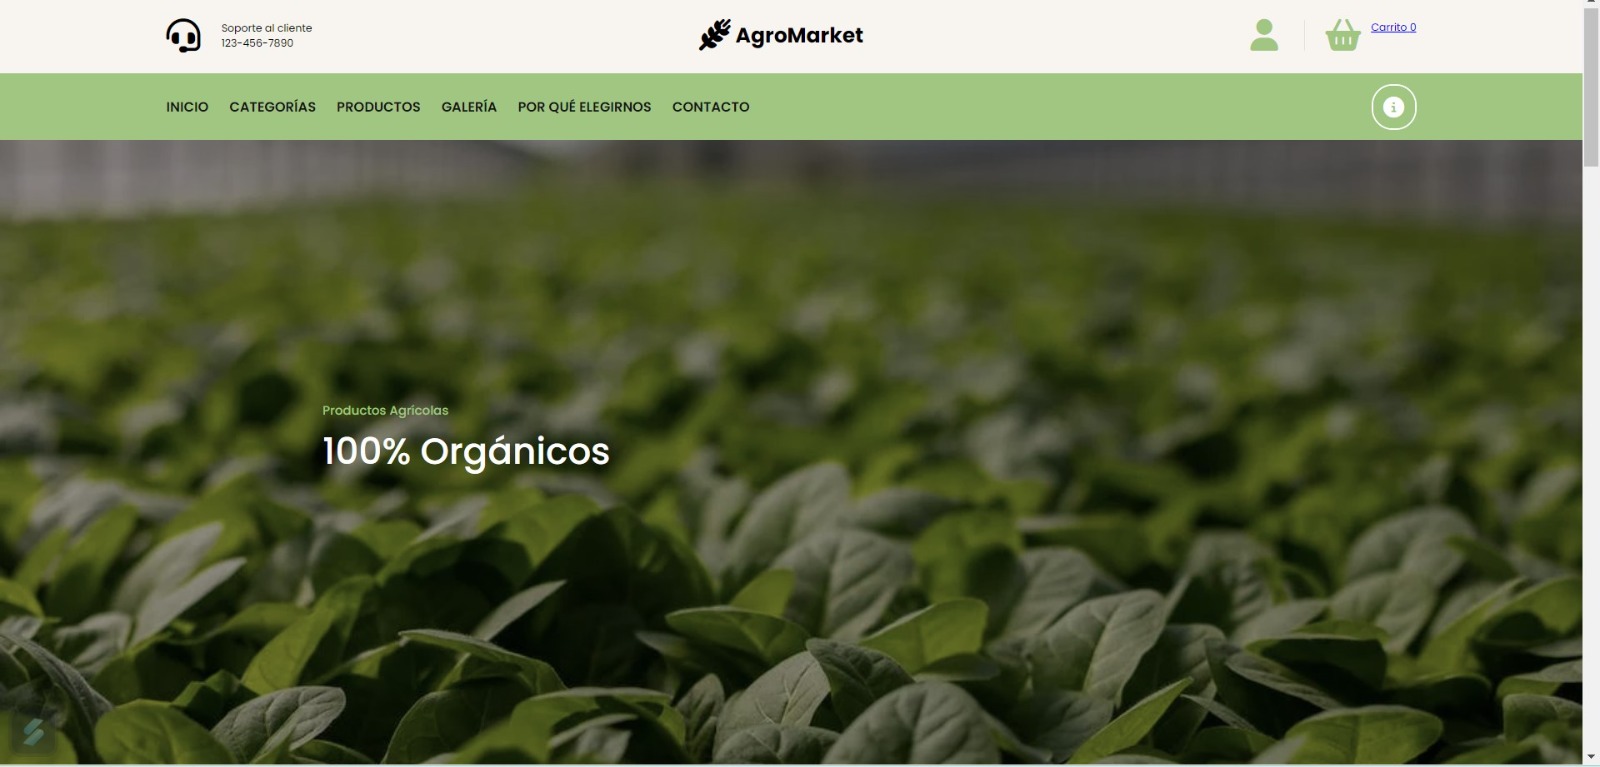 Soporte al cliente
123-456-7890
AgroMarket
Carrito 0
INICIO CATEGORÍAS PRODUCTOS GALERÍA POR QUÉ ELEGIRNOS CONTACTO
Productos Agrícolas
100% Orgánicos